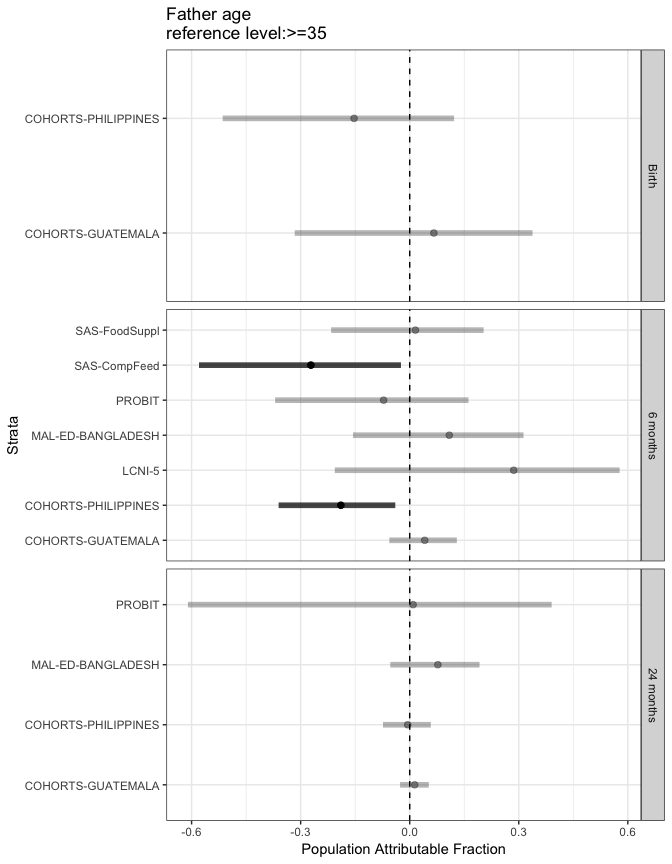 Father age
reference level:>=35
COHORTS-PHILIPPINES
COHORTS-GUATEMALA
Birth
SAS-FoodSuppl
SAS-CompFeed
PROBIT
MAL-ED-BANGLADESH
LCNI-5
COHORTS-PHILIPPINES
COHORTS-GUATEMALA
6 months
Strata
PROBIT
MAL-ED-BANGLADESH
COHORTS-PHILIPPINES
COHORTS-GUATEMALA
24 months
-0.6 -0.3 0.0 0.3 0.6
Population Attributable Fraction